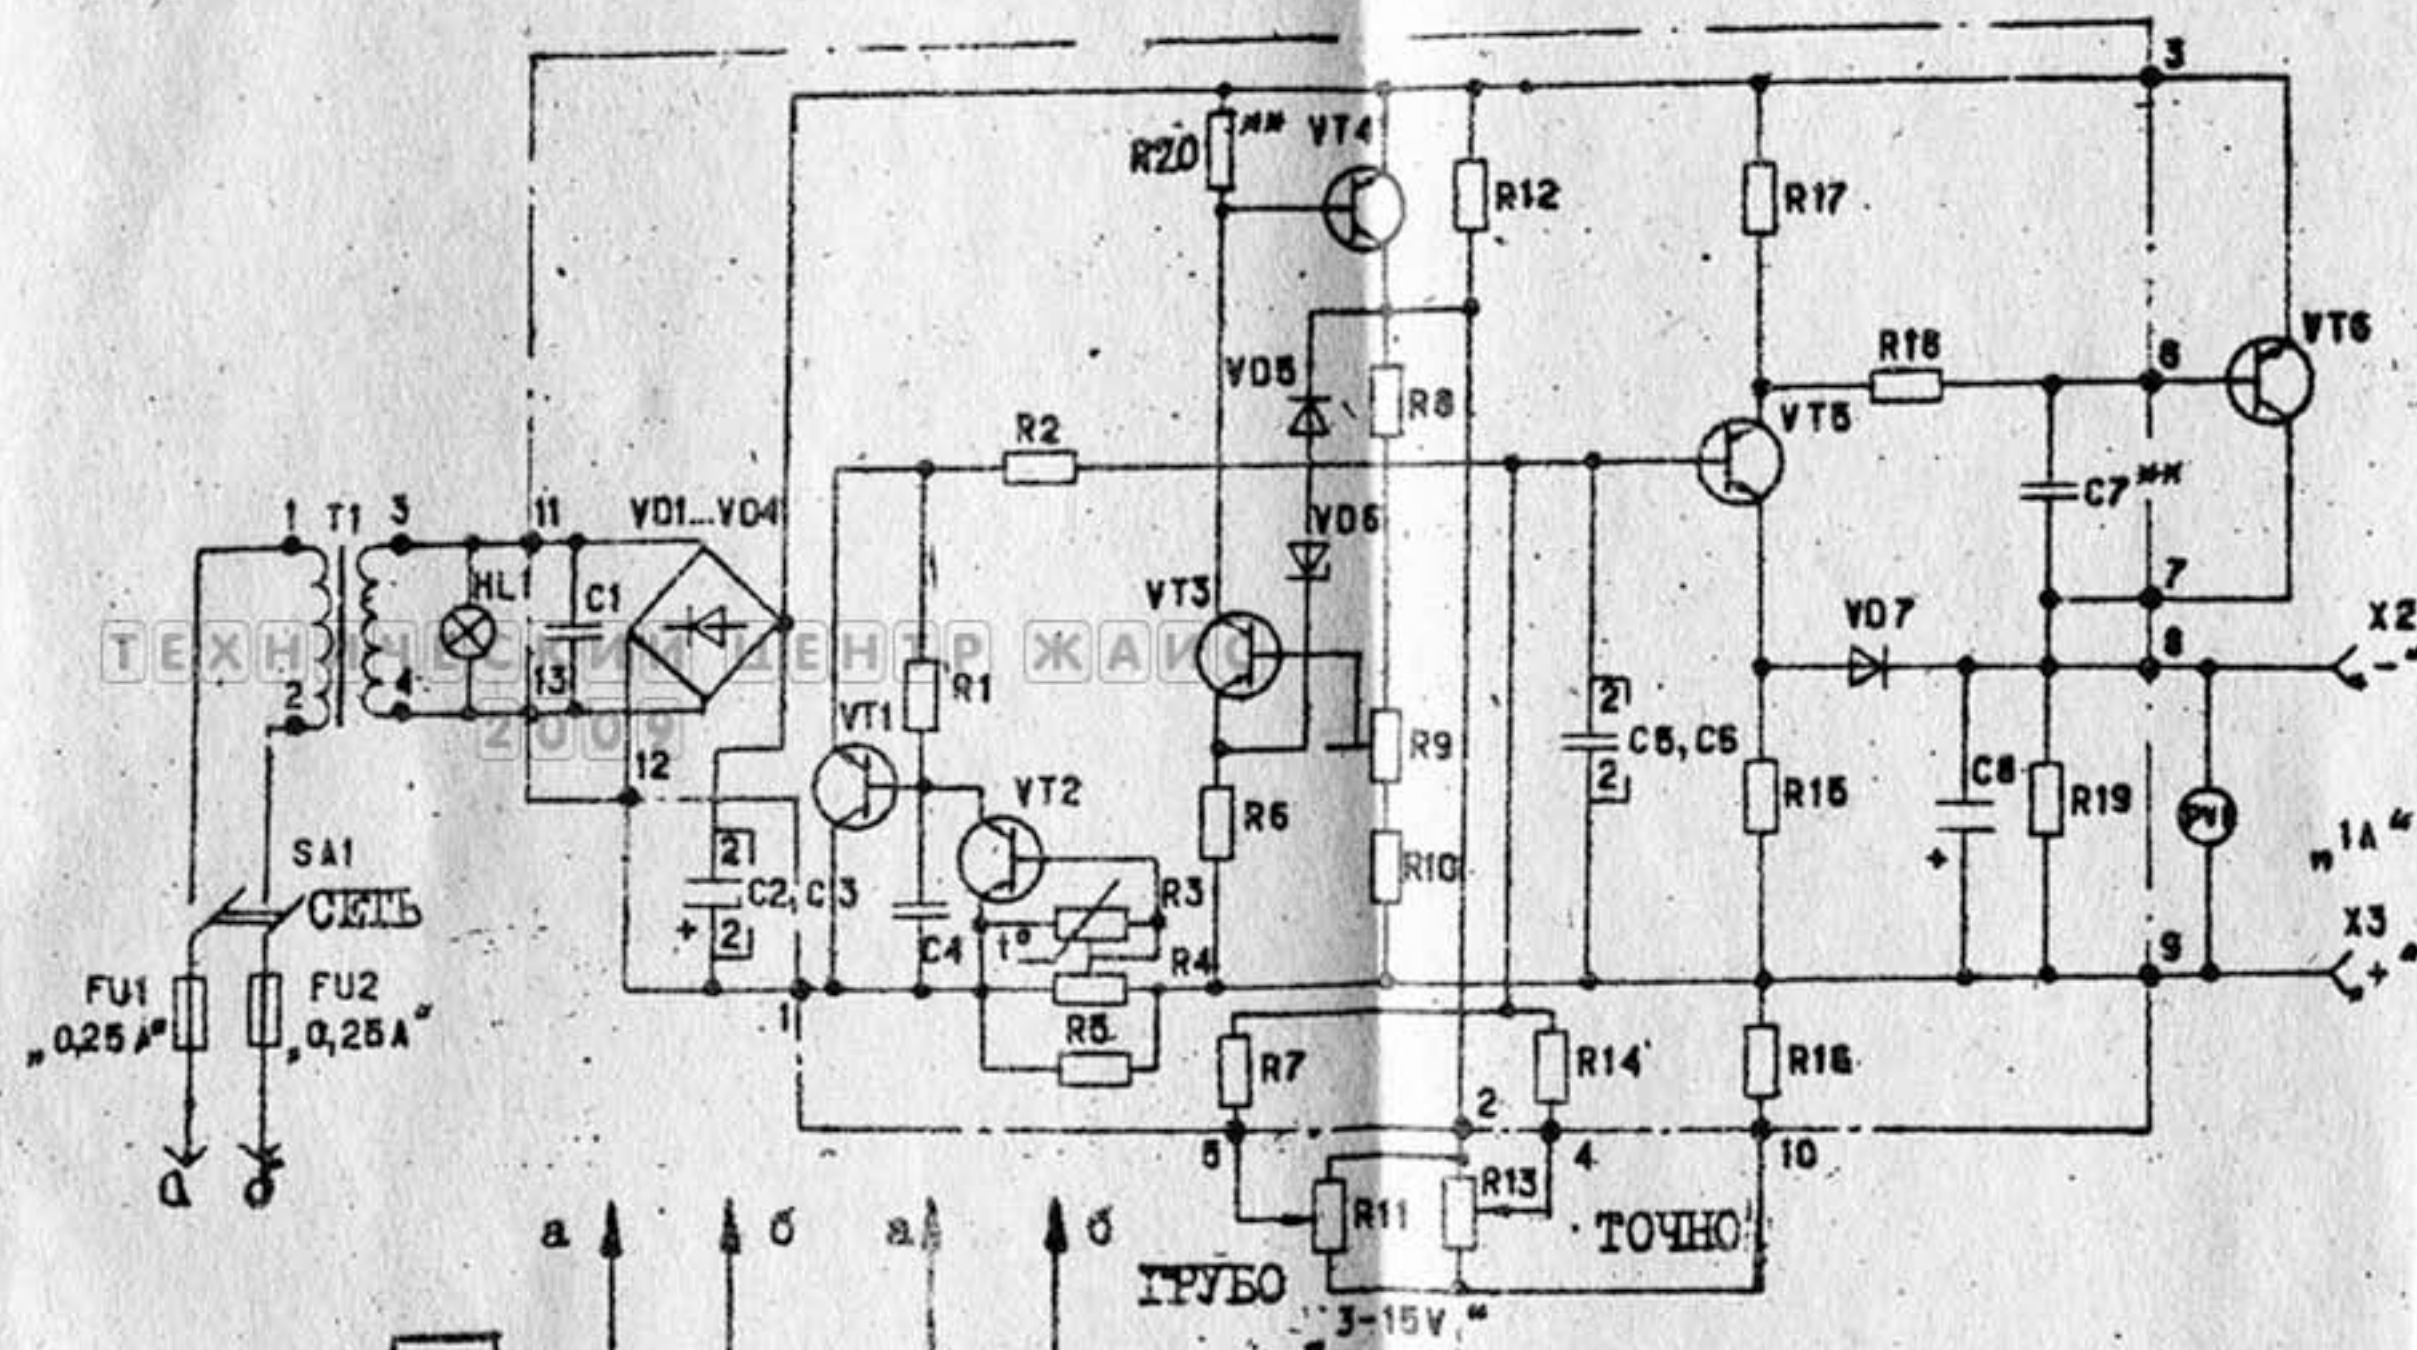 3
R20 **
VT4
R12
R17
VT6
6
R18
VT5
VD5
R8
R2
C7 **
1
T1
3
11
VD1...VD4
VD6
7
HL1
C1
VT3
VD7
X2
8
ТЕХНИЧЕСКИЙ ЦЕНТР ЖАИС
2009
2
4
13
R1
"-"
VT1
R9
2
C5, C6
2
12
VT2
R6
R15
C8
R19
PV1
"1A"
SA1
СЕТЬ
2
C2, C3
2
+
R3
R10
+
C4
t°
R4
X3
9
"+"
FU1
"0,25A"
FU2
"0,25A"
1
R5
R7
R14
R16
2
5
4
10
а
б
R13
R11
ТОЧНО
а
б
а
б
ГРУБО
"3-15V"